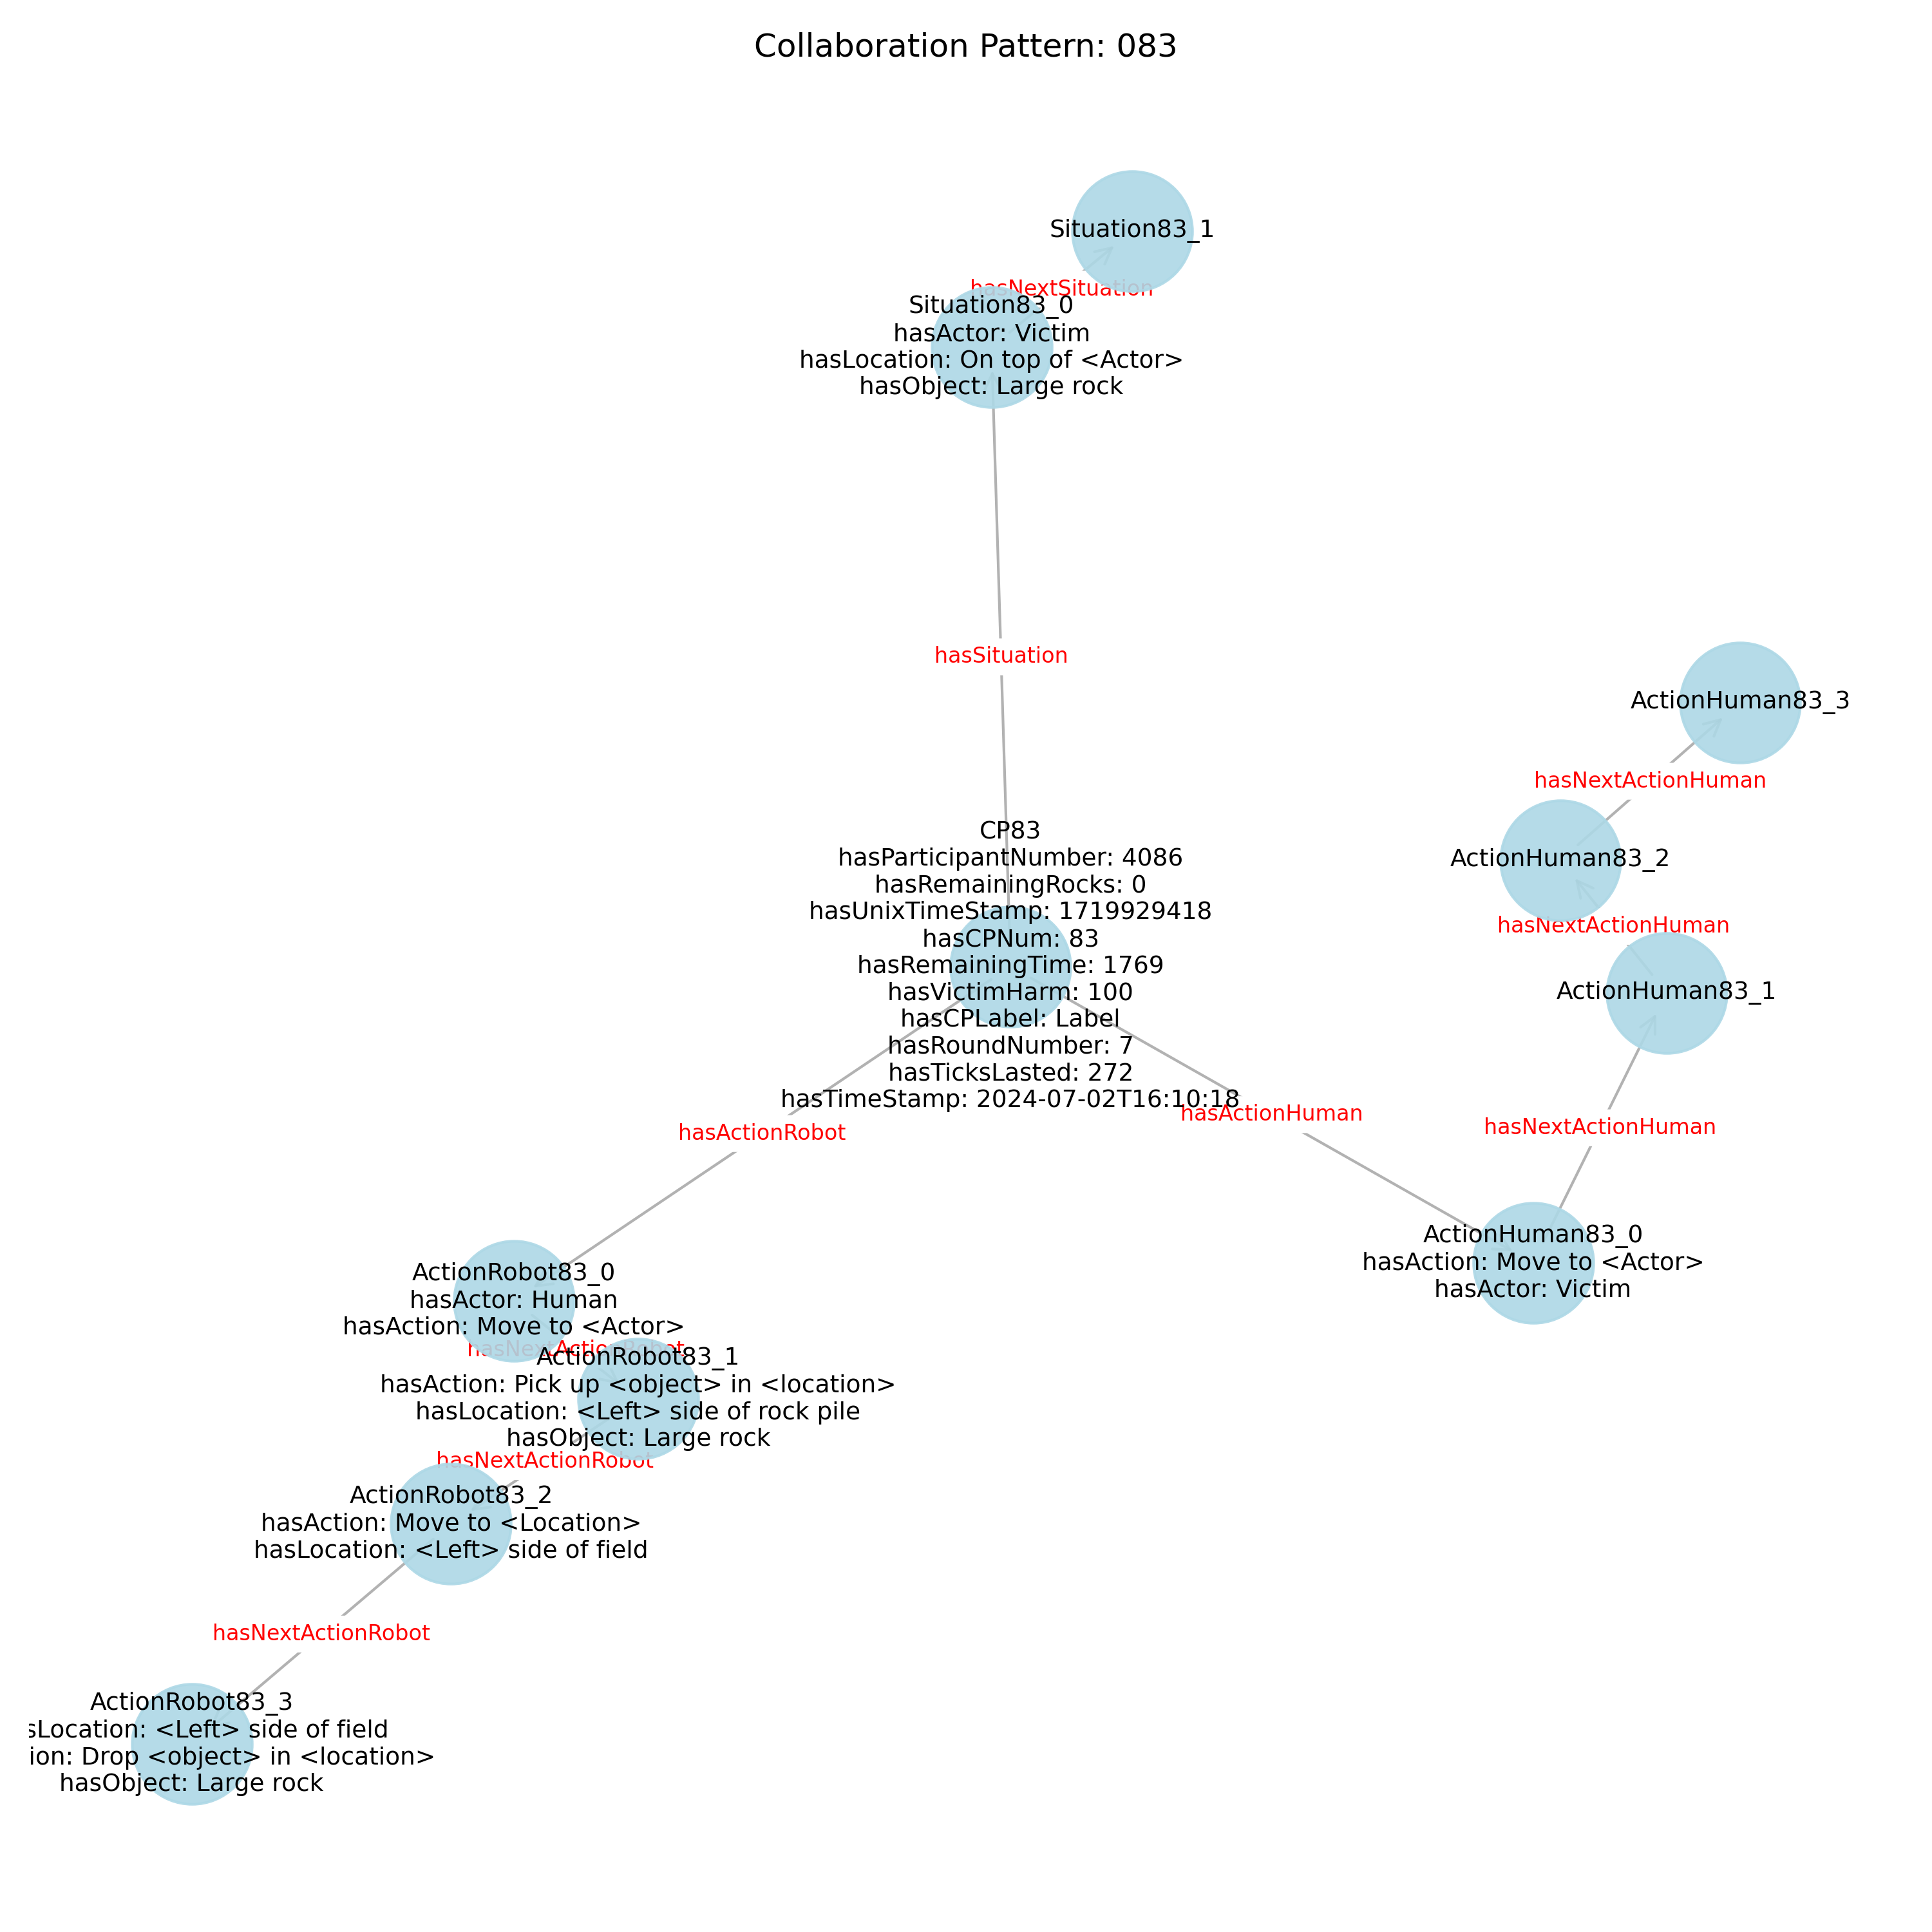 Collaboration Pattern: 083
Situation83_1
hasNextSituation
Situation83_0
hasActor: Victim
hasLocation: On top of <Actor>
hasObject: Large rock
hasSituation
ActionHuman83_3
hasNextActionHuman
ActionHuman83_2
hasNextActionHuman
ActionHuman83_1
hasNextActionHuman
CP83
hasParticipantNumber: 4086
hasRemainingRocks: 0
hasUnixTimeStamp: 1719929418
hasCPNum: 83
hasRemainingTime: 1769
hasVictimHarm: 100
hasCPLabel: Label
hasRoundNumber: 7
hasTicksLasted: 272
hasTimeStamp: 2024-07-02T16:10:18
hasActionHuman
hasActionRobot
ActionHuman83_0
hasAction: Move to <Actor>
hasActor: Victim
ActionRobot83_0
hasActor: Human
hasAction: Move to <Actor>
hasNextActionRobot
ActionRobot83_1
hasAction: Pick up <object> in <location>
hasLocation: <Left> side of rock pile
hasObject: Large rock
hasNextActionRobot
ActionRobot83_2
hasAction: Move to <Location>
hasLocation: <Left> side of field
hasNextActionRobot
ActionRobot83_3
sLocation: <Left> side of field
ion: Drop <object> in <location>
hasObject: Large rock